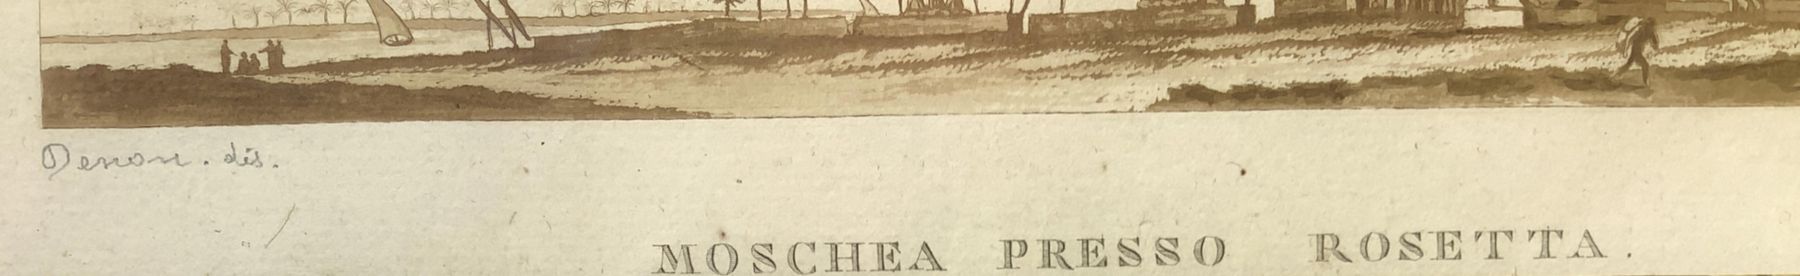 Denon. dis.
MOSCHEA PRESSO ROSETTA.